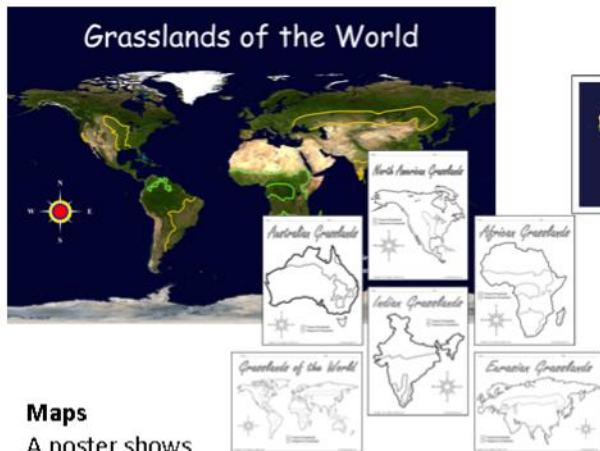 Grasslands of the World
N
W E
S
North American Grasslands
Australian Grasslands
African Grasslands
Indian Grasslands
Grasslands of the World
Eurasian Grasslands
Maps
A poster shows